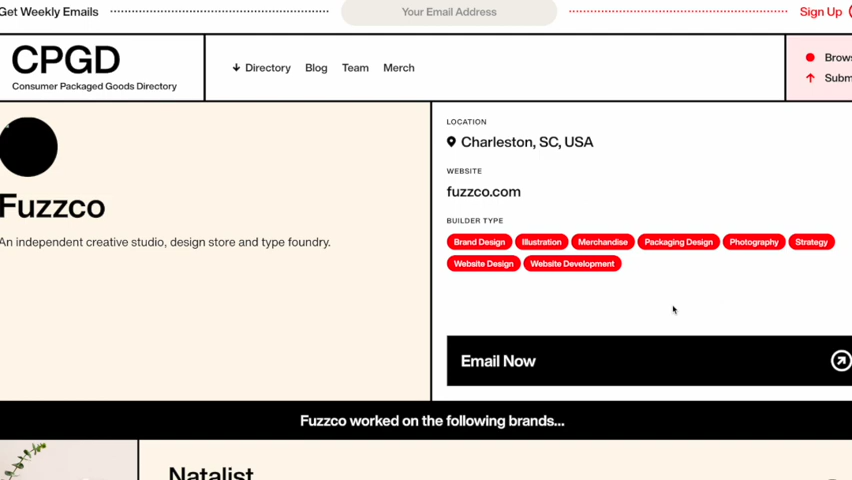 Get Weekly Emails
Your Email Address
Sign Up
CPGD
Consumer Packaged Goods Directory
Directory Blog Team Merch
Fuzzco
An independent creative studio, design store and type foundry.
LOCATION
Charleston, SC, USA
WEBSITE
fuzzco.com
BUILDER TYPE
Brand Design Illustration Merchandise Packaging Design Photography Strategy
Website Design Website Development
Email Now
Fuzzco worked on the following brands...
Natalist